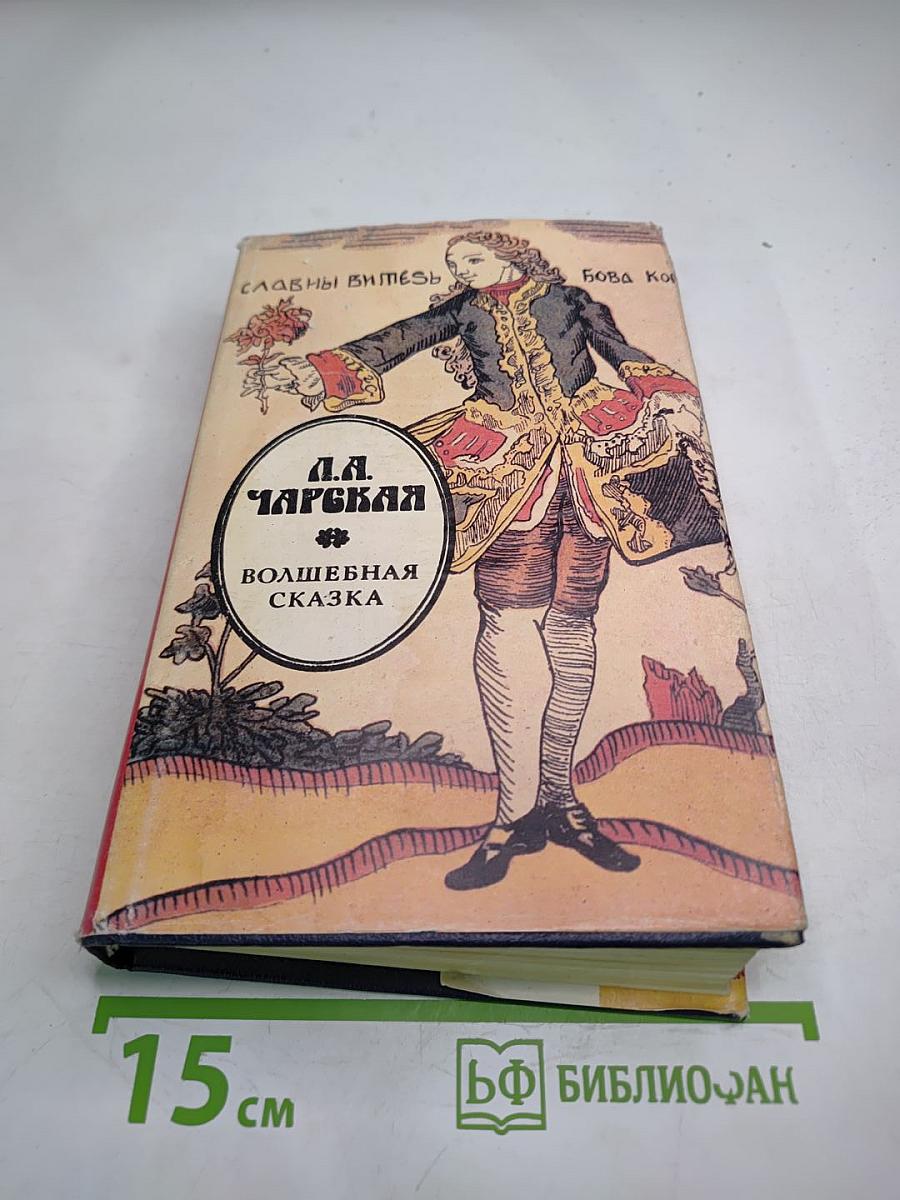 славны витезь бова ко
Л.А.
ЧАРСКАЯ
ВОЛШЕБНАЯ
СКАЗКА
15 см
БФ БИБЛИОФАН